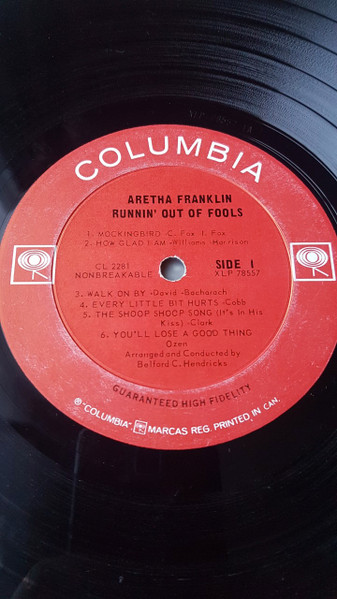 COLUMBIA
ARETHA FRANKLIN
RUNNIN' OUT OF FOOLS
1. MOCKINGBIRD -C. Fox -I. Fox
2. HOW GLAD I AM -Williams -Harrison
CL 2281
NONBREAKABLE
SIDE 1
XLP 78557
3. WALK ON BY -David -Bacharach
4. EVERY LITTLE BIT HURTS -Cobb
5. THE SHOOP SHOOP SONG (It's In His
Kiss) -Clark
6. YOU'LL LOSE A GOOD THING
Ozen
Arranged and Conducted by
Belford C. Hendricks
GUARANTEED HIGH FIDELITY
® "COLUMBIA", MARCAS REG. PRINTED IN CAN.